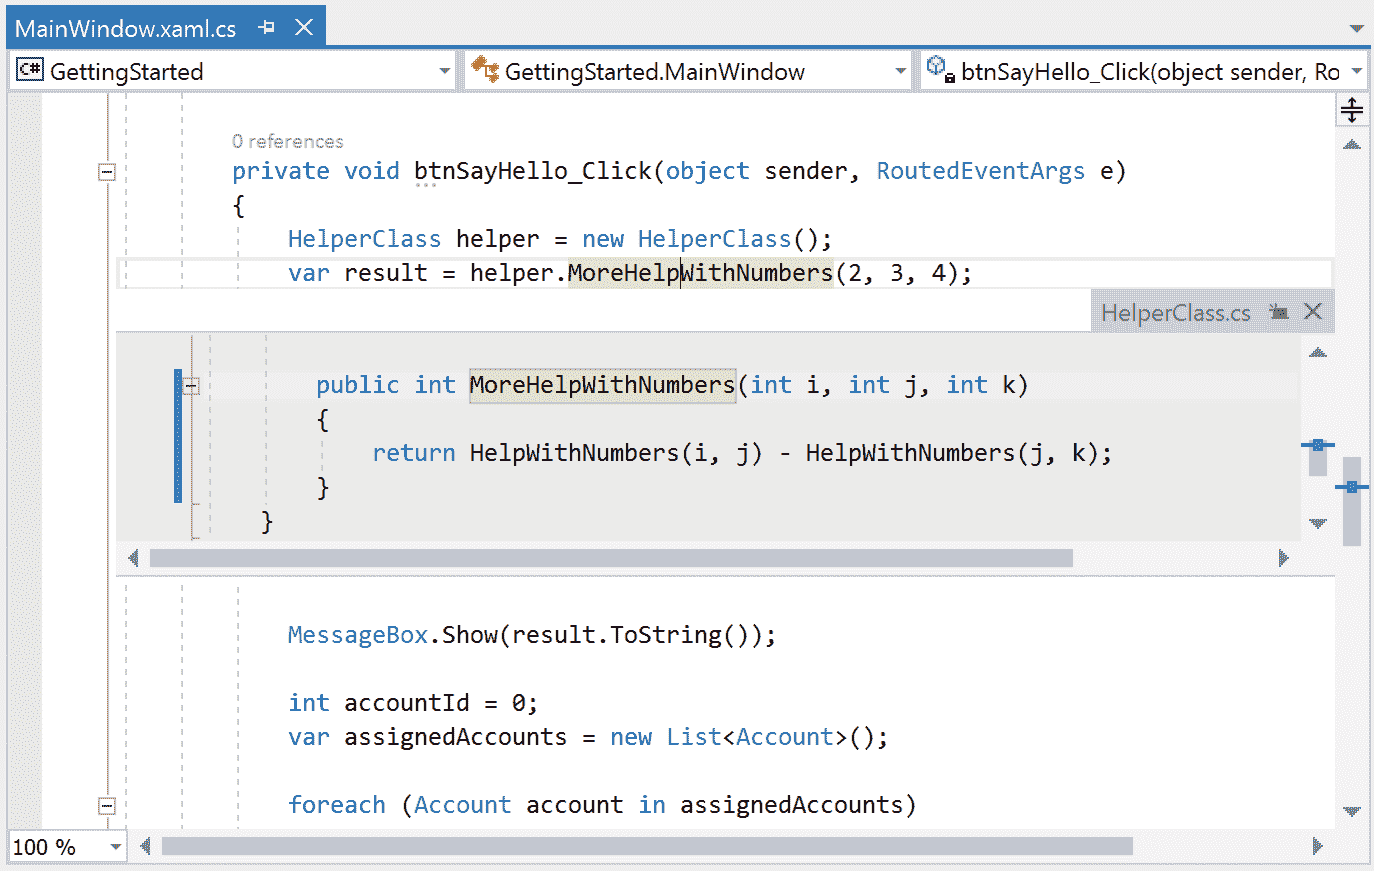 MainWindow.xaml.cs
C# GettingStarted
GettingStarted.MainWindow
btnSayHello_Click(object sender, Ro
0 references
private void btnSayHello_Click(object sender, RoutedEventArgs e)
{
HelperClass helper = new HelperClass();
var result = helper.MoreHelpWithNumbers(2, 3, 4);
HelperClass.cs
public int MoreHelpWithNumbers(int i, int j, int k)
{
return HelpWithNumbers(i, j) - HelpWithNumbers(j, k);
}
}
MessageBox.Show(result.ToString());
int accountId = 0;
var assignedAccounts = new List<Account>();
foreach (Account account in assignedAccounts)
100 %